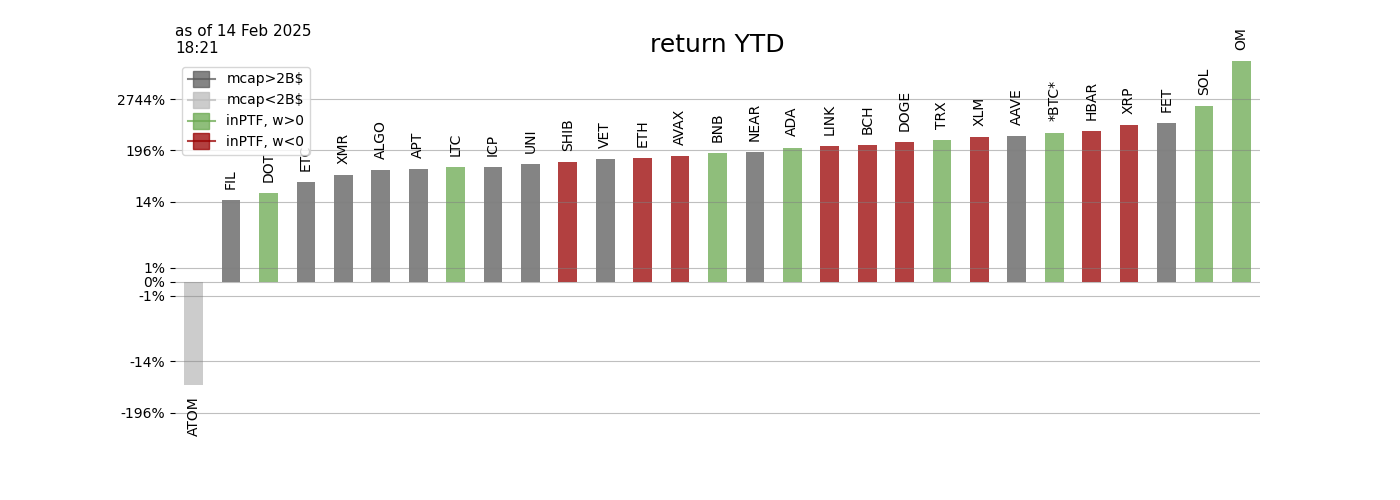 as of 14 Feb 2025
18:21
return YTD
mcap>2B$
mcap<2B$
inPTF, w>0
inPTF, w<0
2744%
196%
14%
1%
0%
-1%
-14%
-196%
ATOM
FIL
DOT
XMR
ALGO
APT
LTC
ICP
UNI
SHIB
VET
ETH
AVAX
BNB
NEAR
ADA
LINK
BCH
DOGE
TRX
XLM
AAVE
*BTC*
HBAR
XRP
FET
SOL
OM